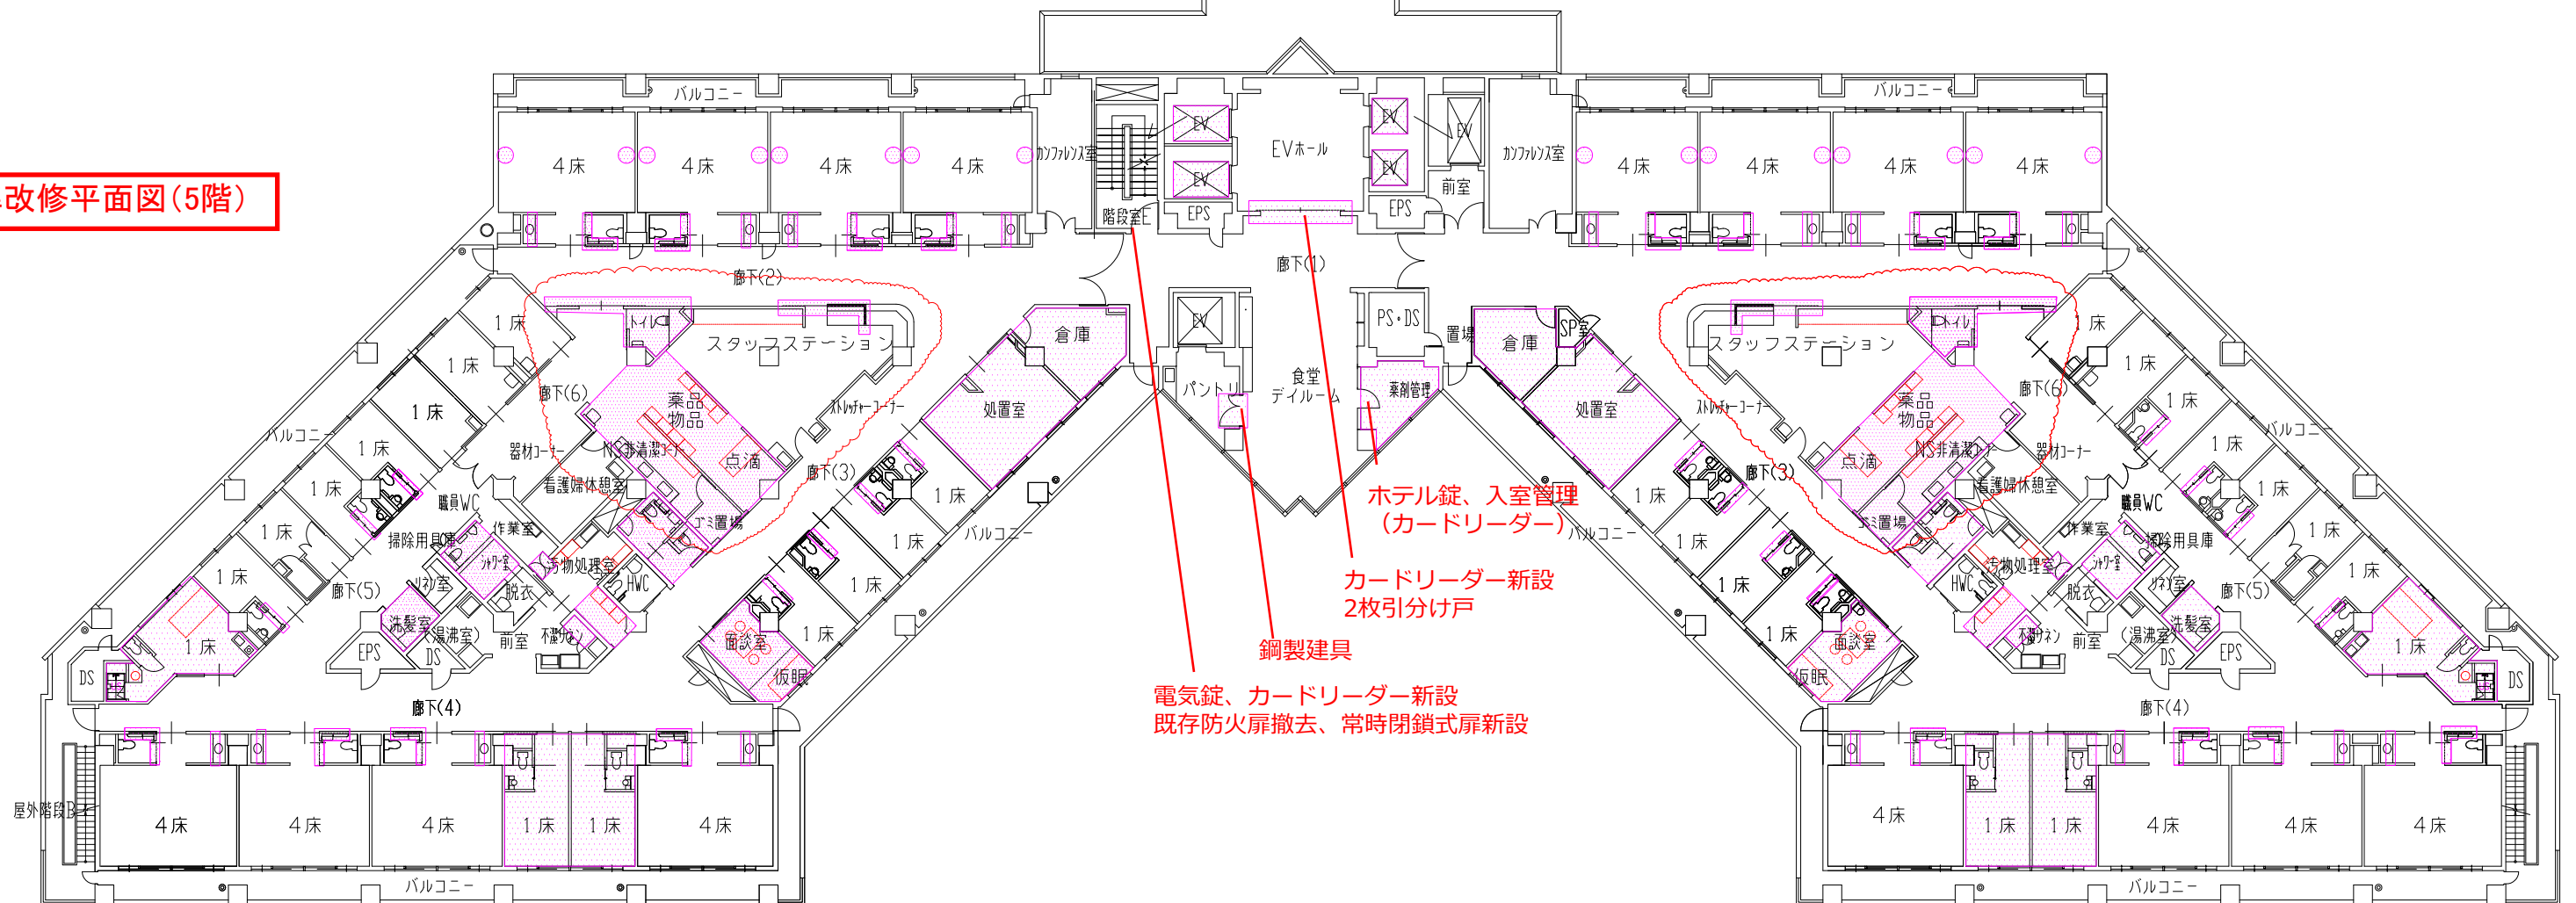 改修平面図(5階)
バルコニー
バルコニー
4床
4床
4床
4床
カンファレンス室
階段室E
EV
EV
EPS
EVホール
EV
EV
EV
前室
EPS
カンファレンス室
4床
4床
4床
4床
廊下(2)
廊下(1)
1床
トイレ
スタッフステーション
倉庫
EV
PS・DS
置場
倉庫
SP室
スタッフステーション
トイレ
1床
1床
廊下(6)
薬品
物品
ストレッチャーコーナー
処置室
パントリ
食堂
デイルーム
薬剤管理
処置室
ストレッチャーコーナー
薬品
物品
廊下(6)
1床
1床
バルコニー
1床
器材コーナー
NS非清潔コーナー
点滴
廊下(3)
看護婦休憩室
廊下(3)
点滴
NS非清潔コーナー
器材コーナー
看護婦休憩室
1床
1床
バルコニー
1床
職員WC
作業室
ゴミ置場
1床
バルコニー
1床
バルコニー
ゴミ置場
職員WC
作業室
1床
1床
掃除用具庫
シャワー室
汚物処理室
1床
1床
汚物処理室
シャワー室
掃除用具庫
1床
1床
廊下(5)
リネン室
脱衣
HWC
1床
1床
HWC
脱衣
リネン室
廊下(5)
1床
1床
洗髪室
(湯沸室)
前室
不潔リネン
1床
面談室
1床
面談室
不潔リネン
前室
(湯沸室)
洗髪室
1床
DS
EPS
DS
仮眠
仮眠
DS
EPS
DS
ホテル錠、入室管理
(カードリーダー)
カードリーダー新設
2枚引分け戸
鋼製建具
電気錠、カードリーダー新設
既存防火扉撤去、常時閉鎖式扉新設
廊下(4)
廊下(4)
屋外階段B
4床
4床
4床
1床
1床
4床
4床
1床
1床
4床
4床
4床
バルコニー
バルコニー